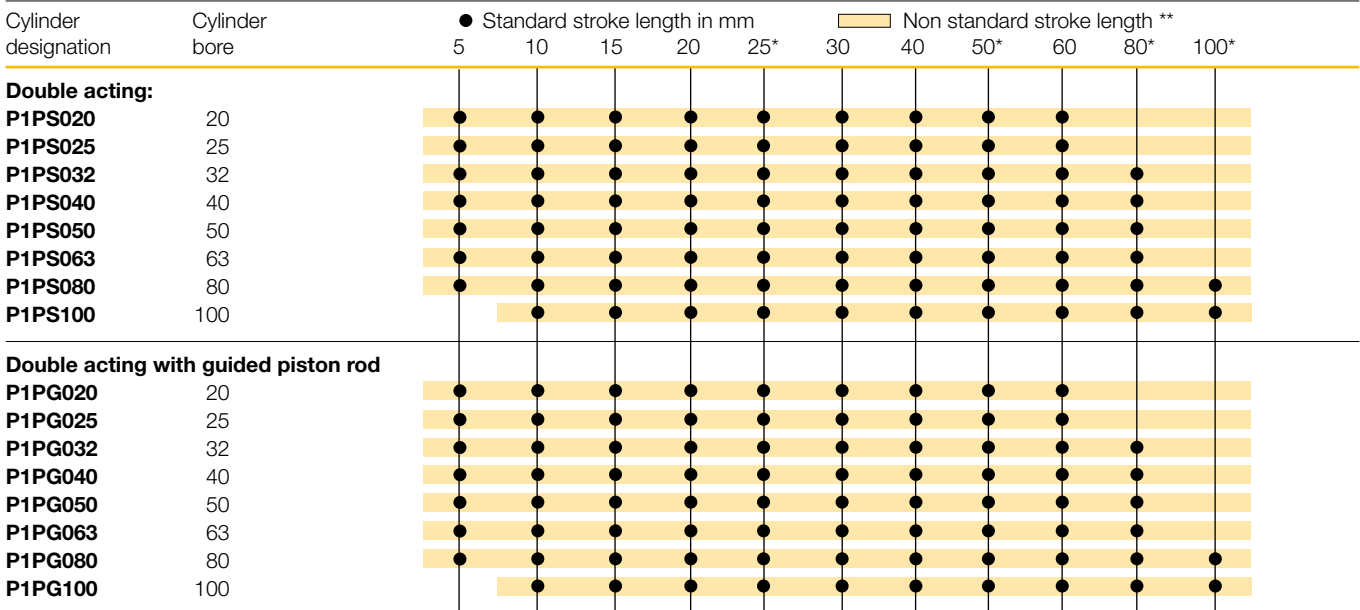 Cylinder Cylinder ● Standard stroke length in mm Non standard stroke length **
designation bore 5 10 15 20 25* 30 40 50* 60 80* 100*
Double acting:
P1PS020 20
P1PS025 25
P1PS032 32
P1PS040 40
P1PS050 50
P1PS063 63
P1PS080 80
P1PS100 100
Double acting with guided piston rod
P1PG020 20
P1PG025 25
P1PG032 32
P1PG040 40
P1PG050 50
P1PG063 63
P1PG080 80
P1PG100 100